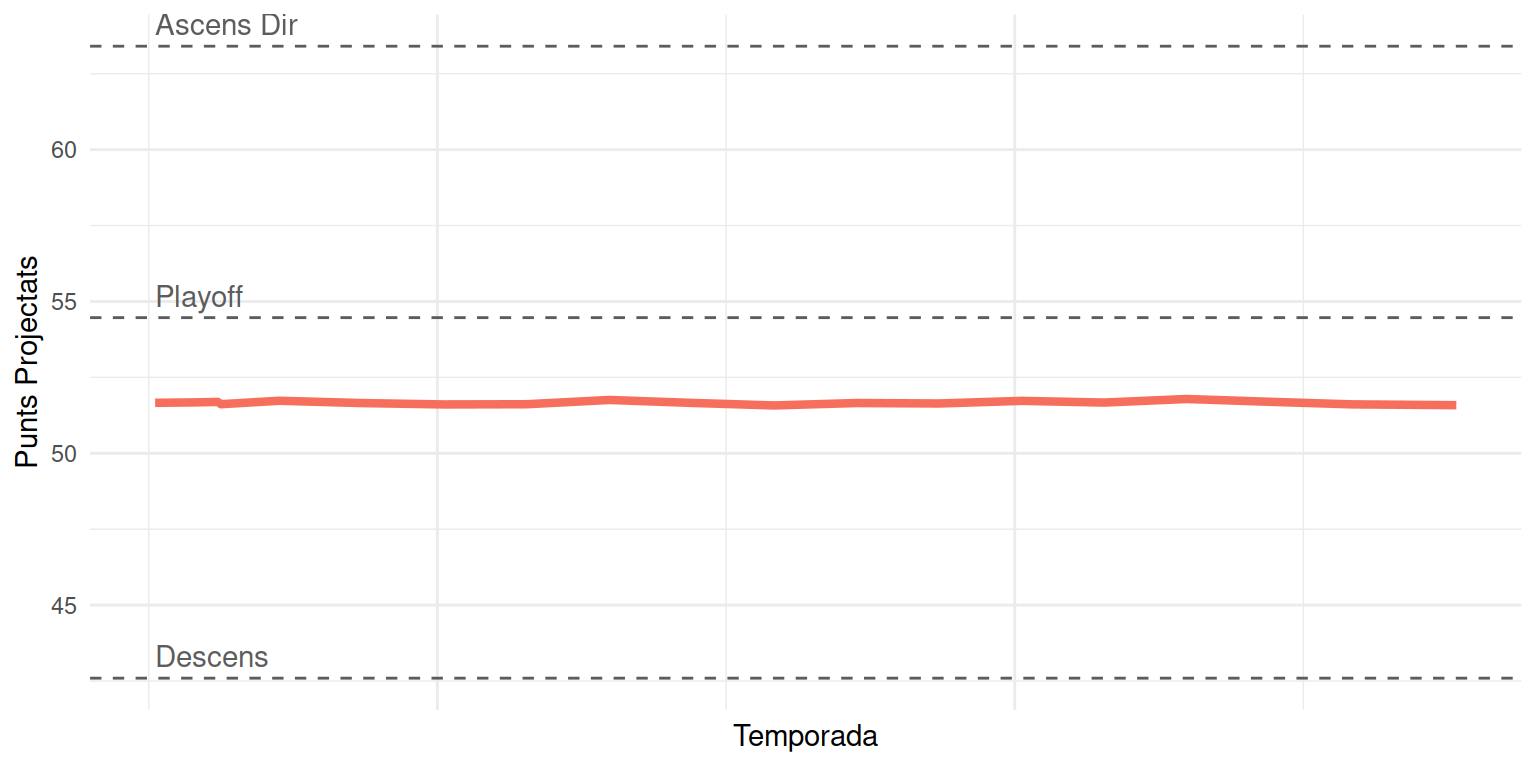 Ascens Dir
60
Playoff
55
50
45
Descens
Punts Projectats
Temporada